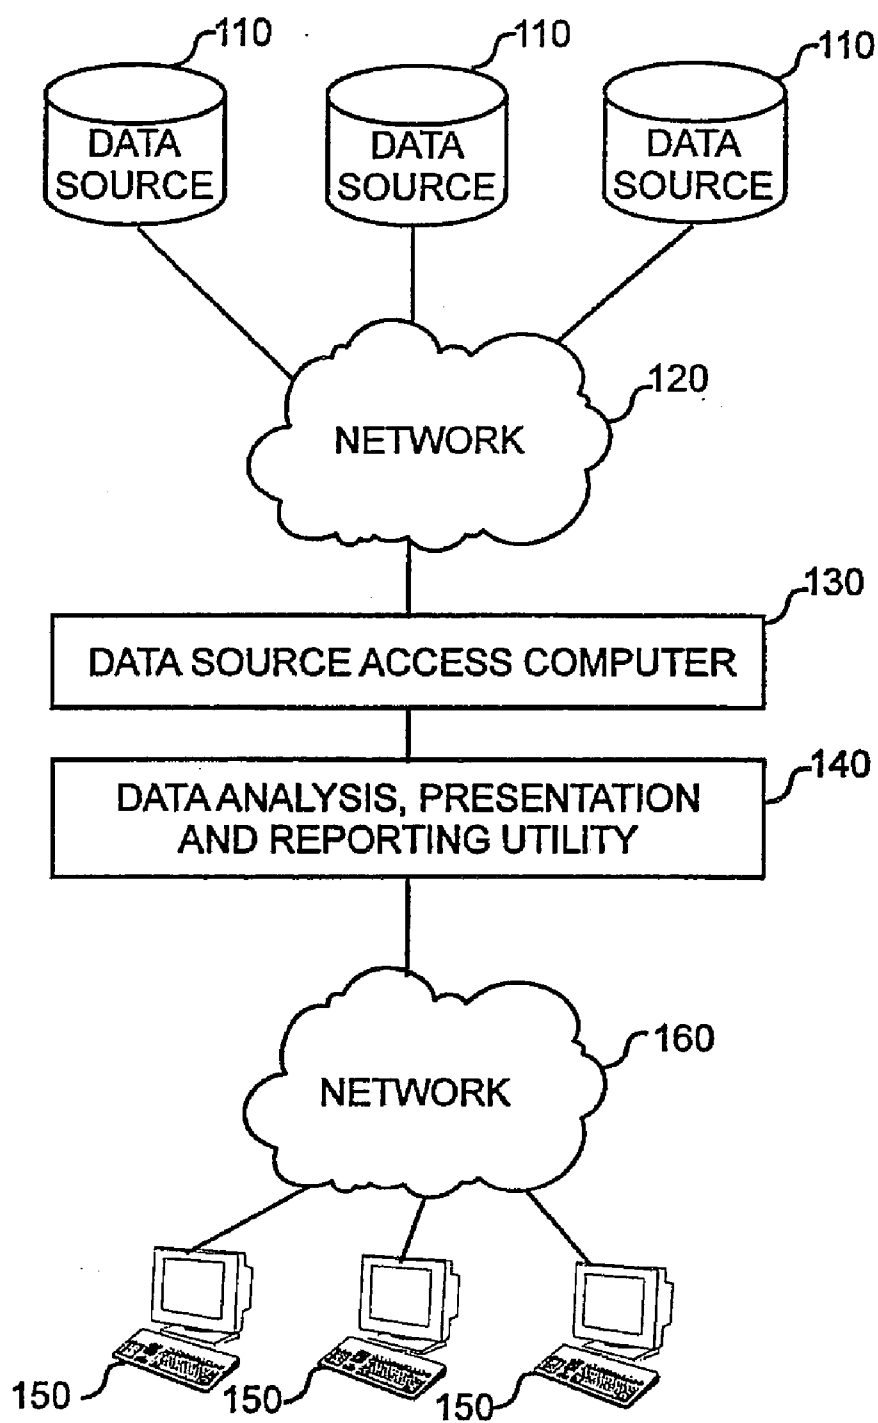 110
110
110
DATA
SOURCE
DATA
SOURCE
DATA
SOURCE
120
NETWORK
130
DATA SOURCE ACCESS COMPUTER
140
DATA ANALYSIS, PRESENTATION
AND REPORTING UTILITY
160
NETWORK
150
150
150